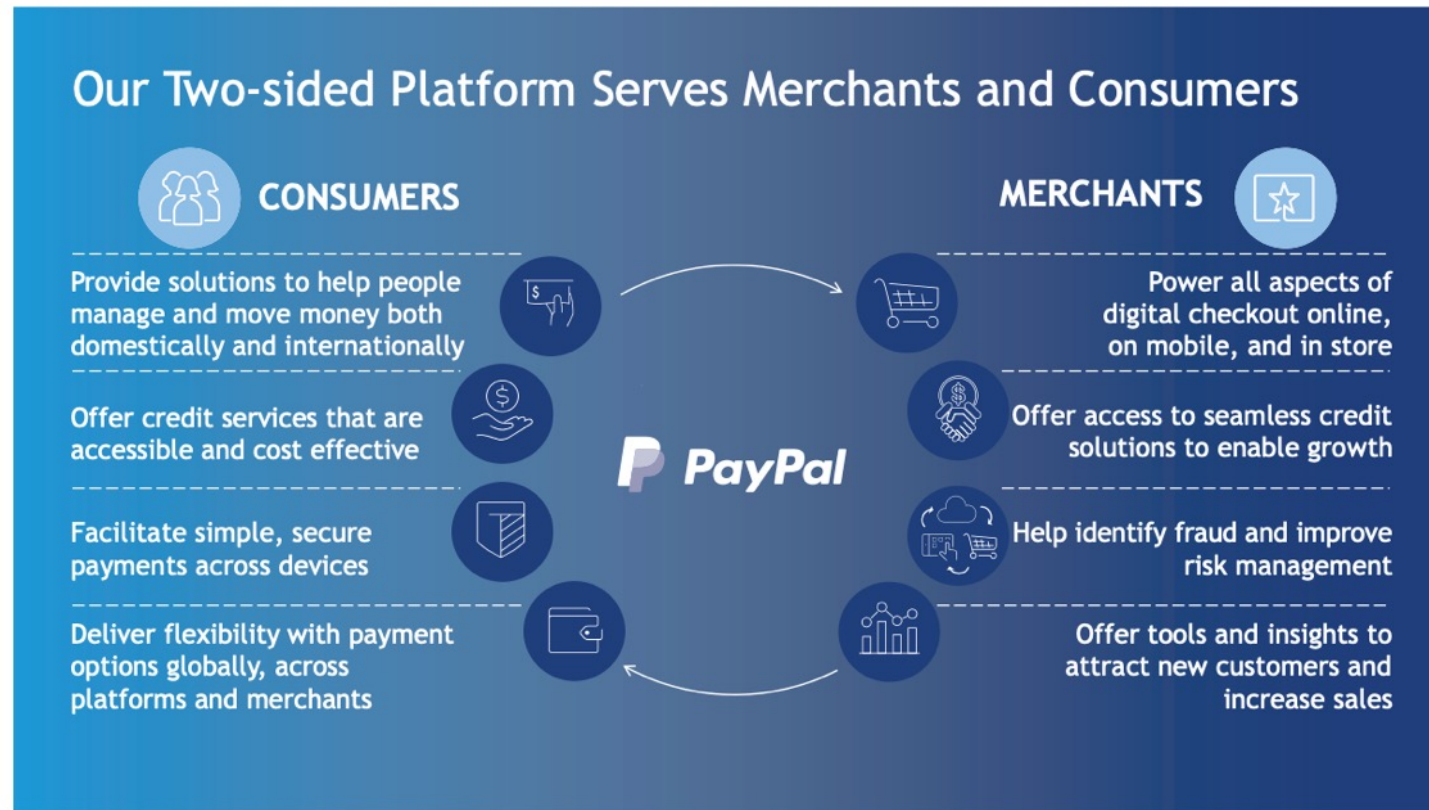 Our Two-sided Platform Serves Merchants and Consumers
CONSUMERS
Provide solutions to help people
manage and move money both
domestically and internationally
Offer credit services that are
accessible and cost effective
Facilitate simple, secure
payments across devices
Deliver flexibility with payment
options globally, across
platforms and merchants
$
$
PayPal
MERCHANTS
Power all aspects of
digital checkout online,
on mobile, and in store
$
Offer access to seamless credit
solutions to enable growth
Help identify fraud and improve
risk management
Offer tools and insights to
attract new customers and
increase sales